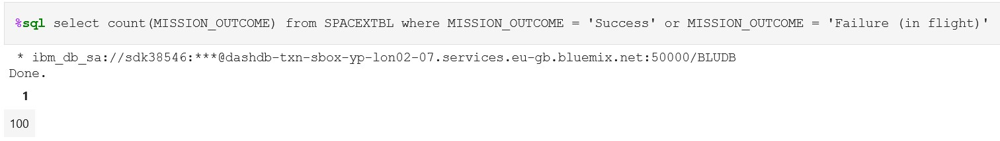 %sql select count(MISSION_OUTCOME) from SPACEXTBL where MISSION_OUTCOME = 'Success' or MISSION_OUTCOME = 'Failure (in flight)'
* ibm_db_sa://sdk38546:***@dashdb-txn-sbox-yp-lon02-07.services.eu-gb.bluemix.net:50000/BLUDB
Done.
1
100